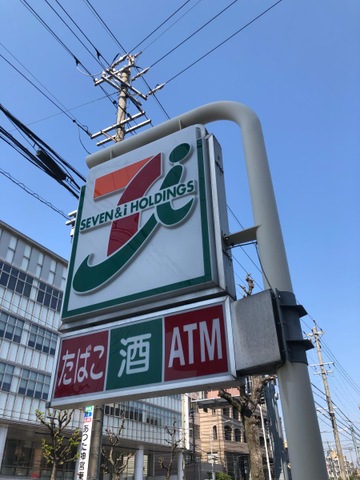 SEVEN & i HOLDINGS
たばこ
酒
ATM